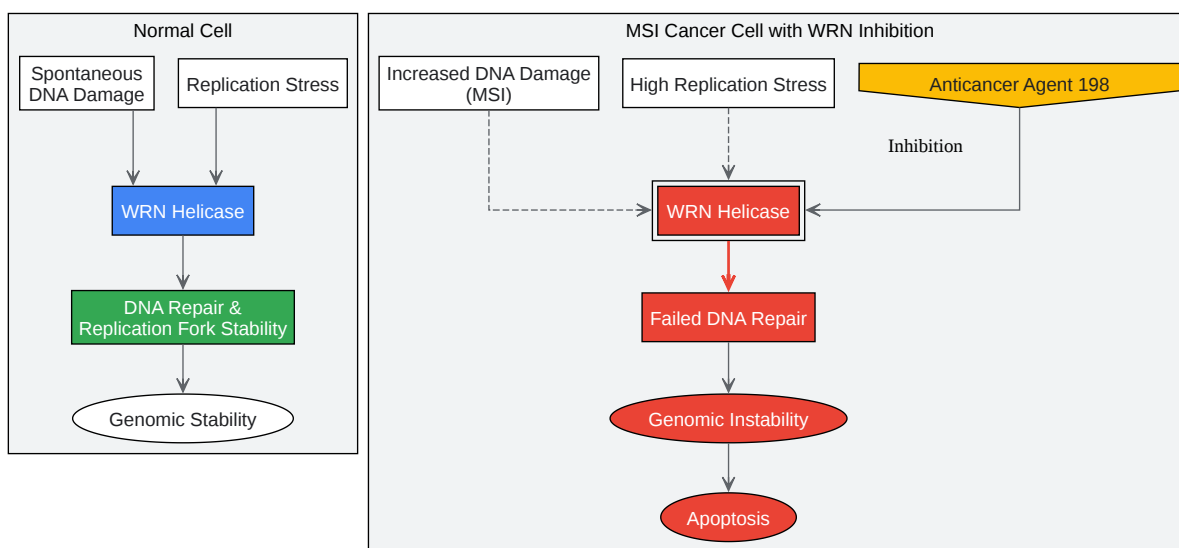 Normal Cell
Spontaneous
DNA Damage
Replication Stress
WRN Helicase
DNA Repair &
Replication Fork Stability
Genomic Stability
MSI Cancer Cell with WRN Inhibition
Increased DNA Damage
(MSI)
High Replication Stress
Anticancer Agent 198
Inhibition
WRN Helicase
Failed DNA Repair
Genomic Instability
Apoptosis